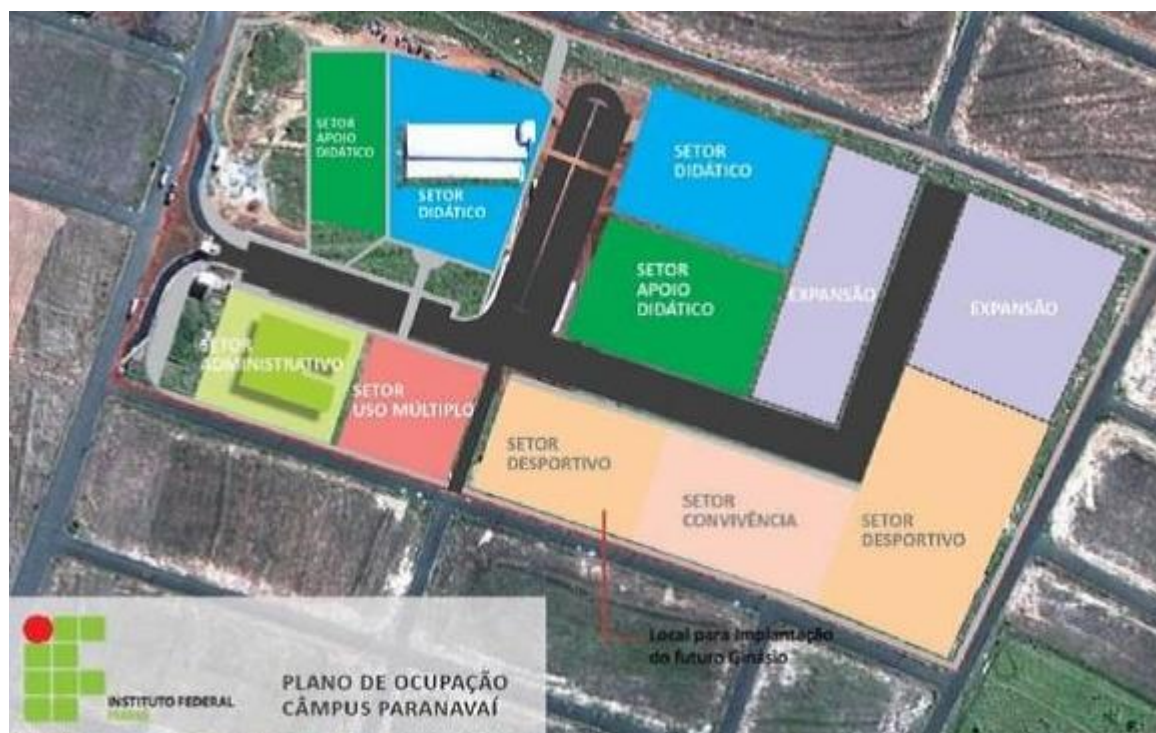 SETOR
APOIO
DIDÁTICO
SETOR
DIDÁTICO
SETOR
DIDÁTICO
SETOR
APOIO
DIDÁTICO
EXPANSÃO
EXPANSÃO
SETOR
ADMINISTRATIVO
SETOR
USO MÚLTIPLO
SETOR
DESPORTIVO
SETOR
CONVIVÊNCIA
SETOR
DESPORTIVO
Local para Implantação
do futuro Ginásio
INSTITUTO FEDERAL
PARANÁ
PLANO DE OCUPAÇÃO
CÂMPUS PARANAVAÍ